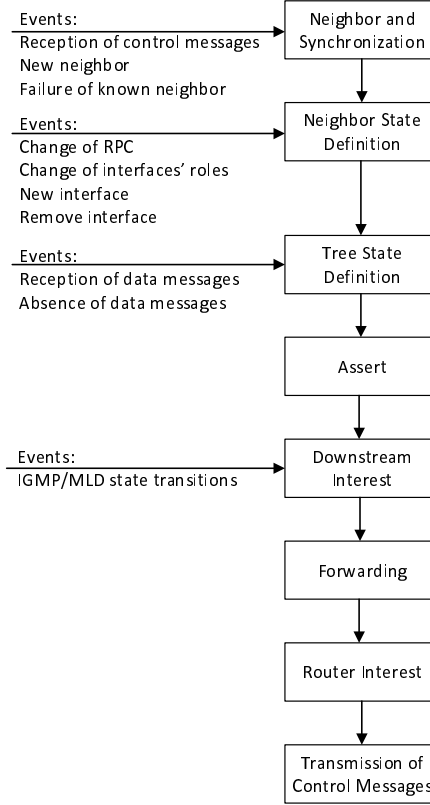 Events:
Reception of control messages
New neighbor
Failure of known neighbor
Neighbor and
Synchronization
Events:
Change of RPC
Change of interfaces' roles
New interface
Remove interface
Neighbor State
Definition
Events:
Reception of data messages
Absence of data messages
Tree State
Definition
Assert
Events:
IGMP/MLD state transitions
Downstream
Interest
Forwarding
Router Interest
Transmission of
Control Messages